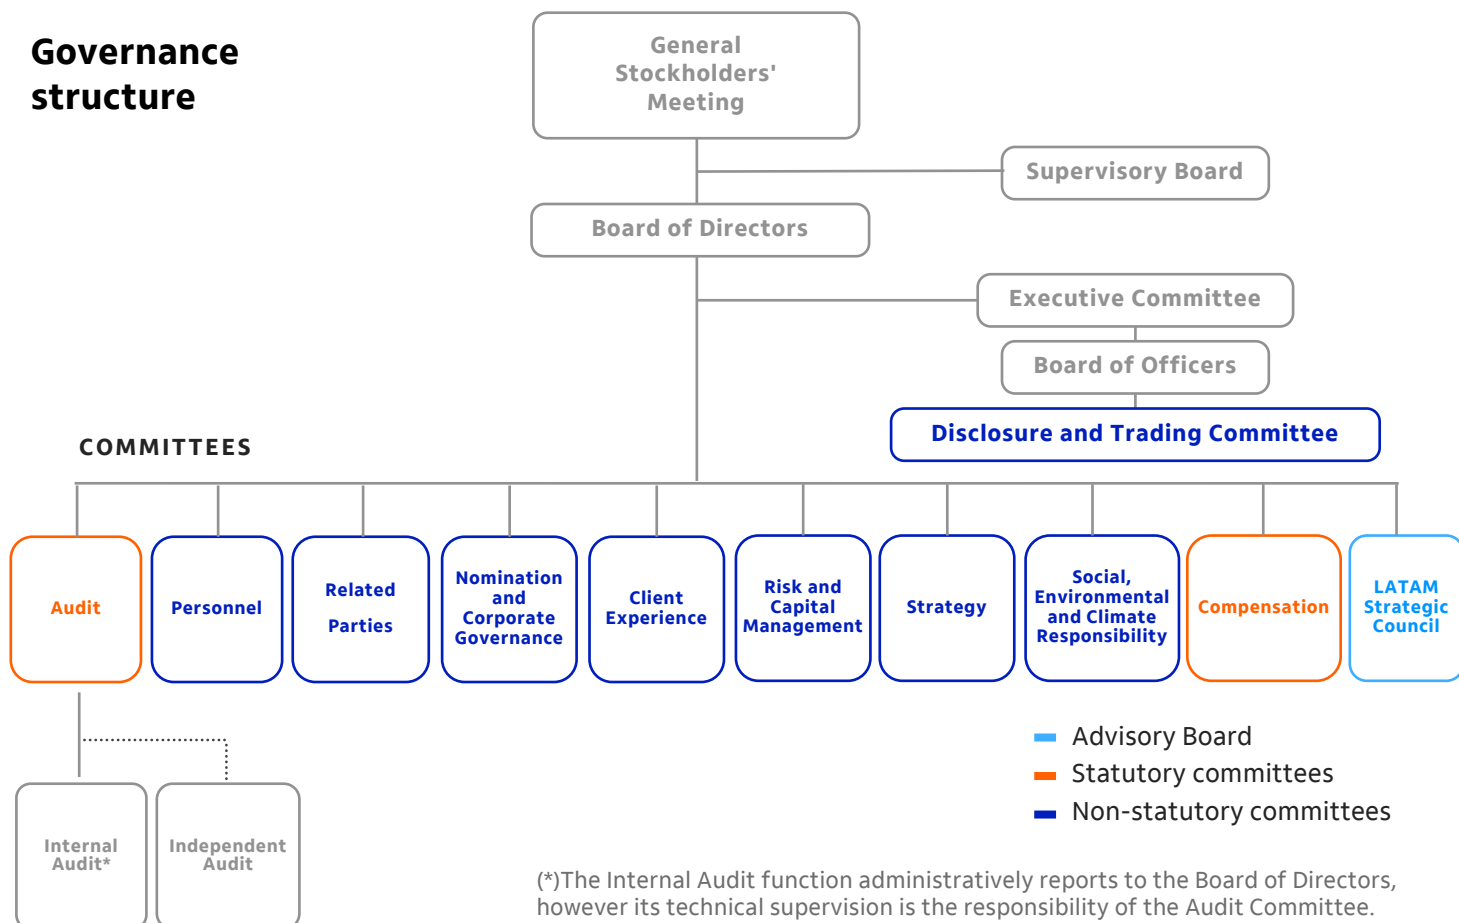 Governance
structure
General
Stockholders'
Meeting
Supervisory Board
Board of Directors
Executive Committee
Board of Officers
Disclosure and Trading Committee
COMMITTEES
Audit
Personnel
Related
Parties
Nomination
and
Corporate
Governance
Client
Experience
Risk and
Capital
Management
Strategy
Social,
Environmental
and Climate
Responsibility
Compensation
LATAM
Strategic
Council
Advisory Board
Statutory committees
Non-statutory committees
Internal
Audit*
Independent
Audit
(*)The Internal Audit function administratively reports to the Board of Directors,
however its technical supervision is the responsibility of the Audit Committee.